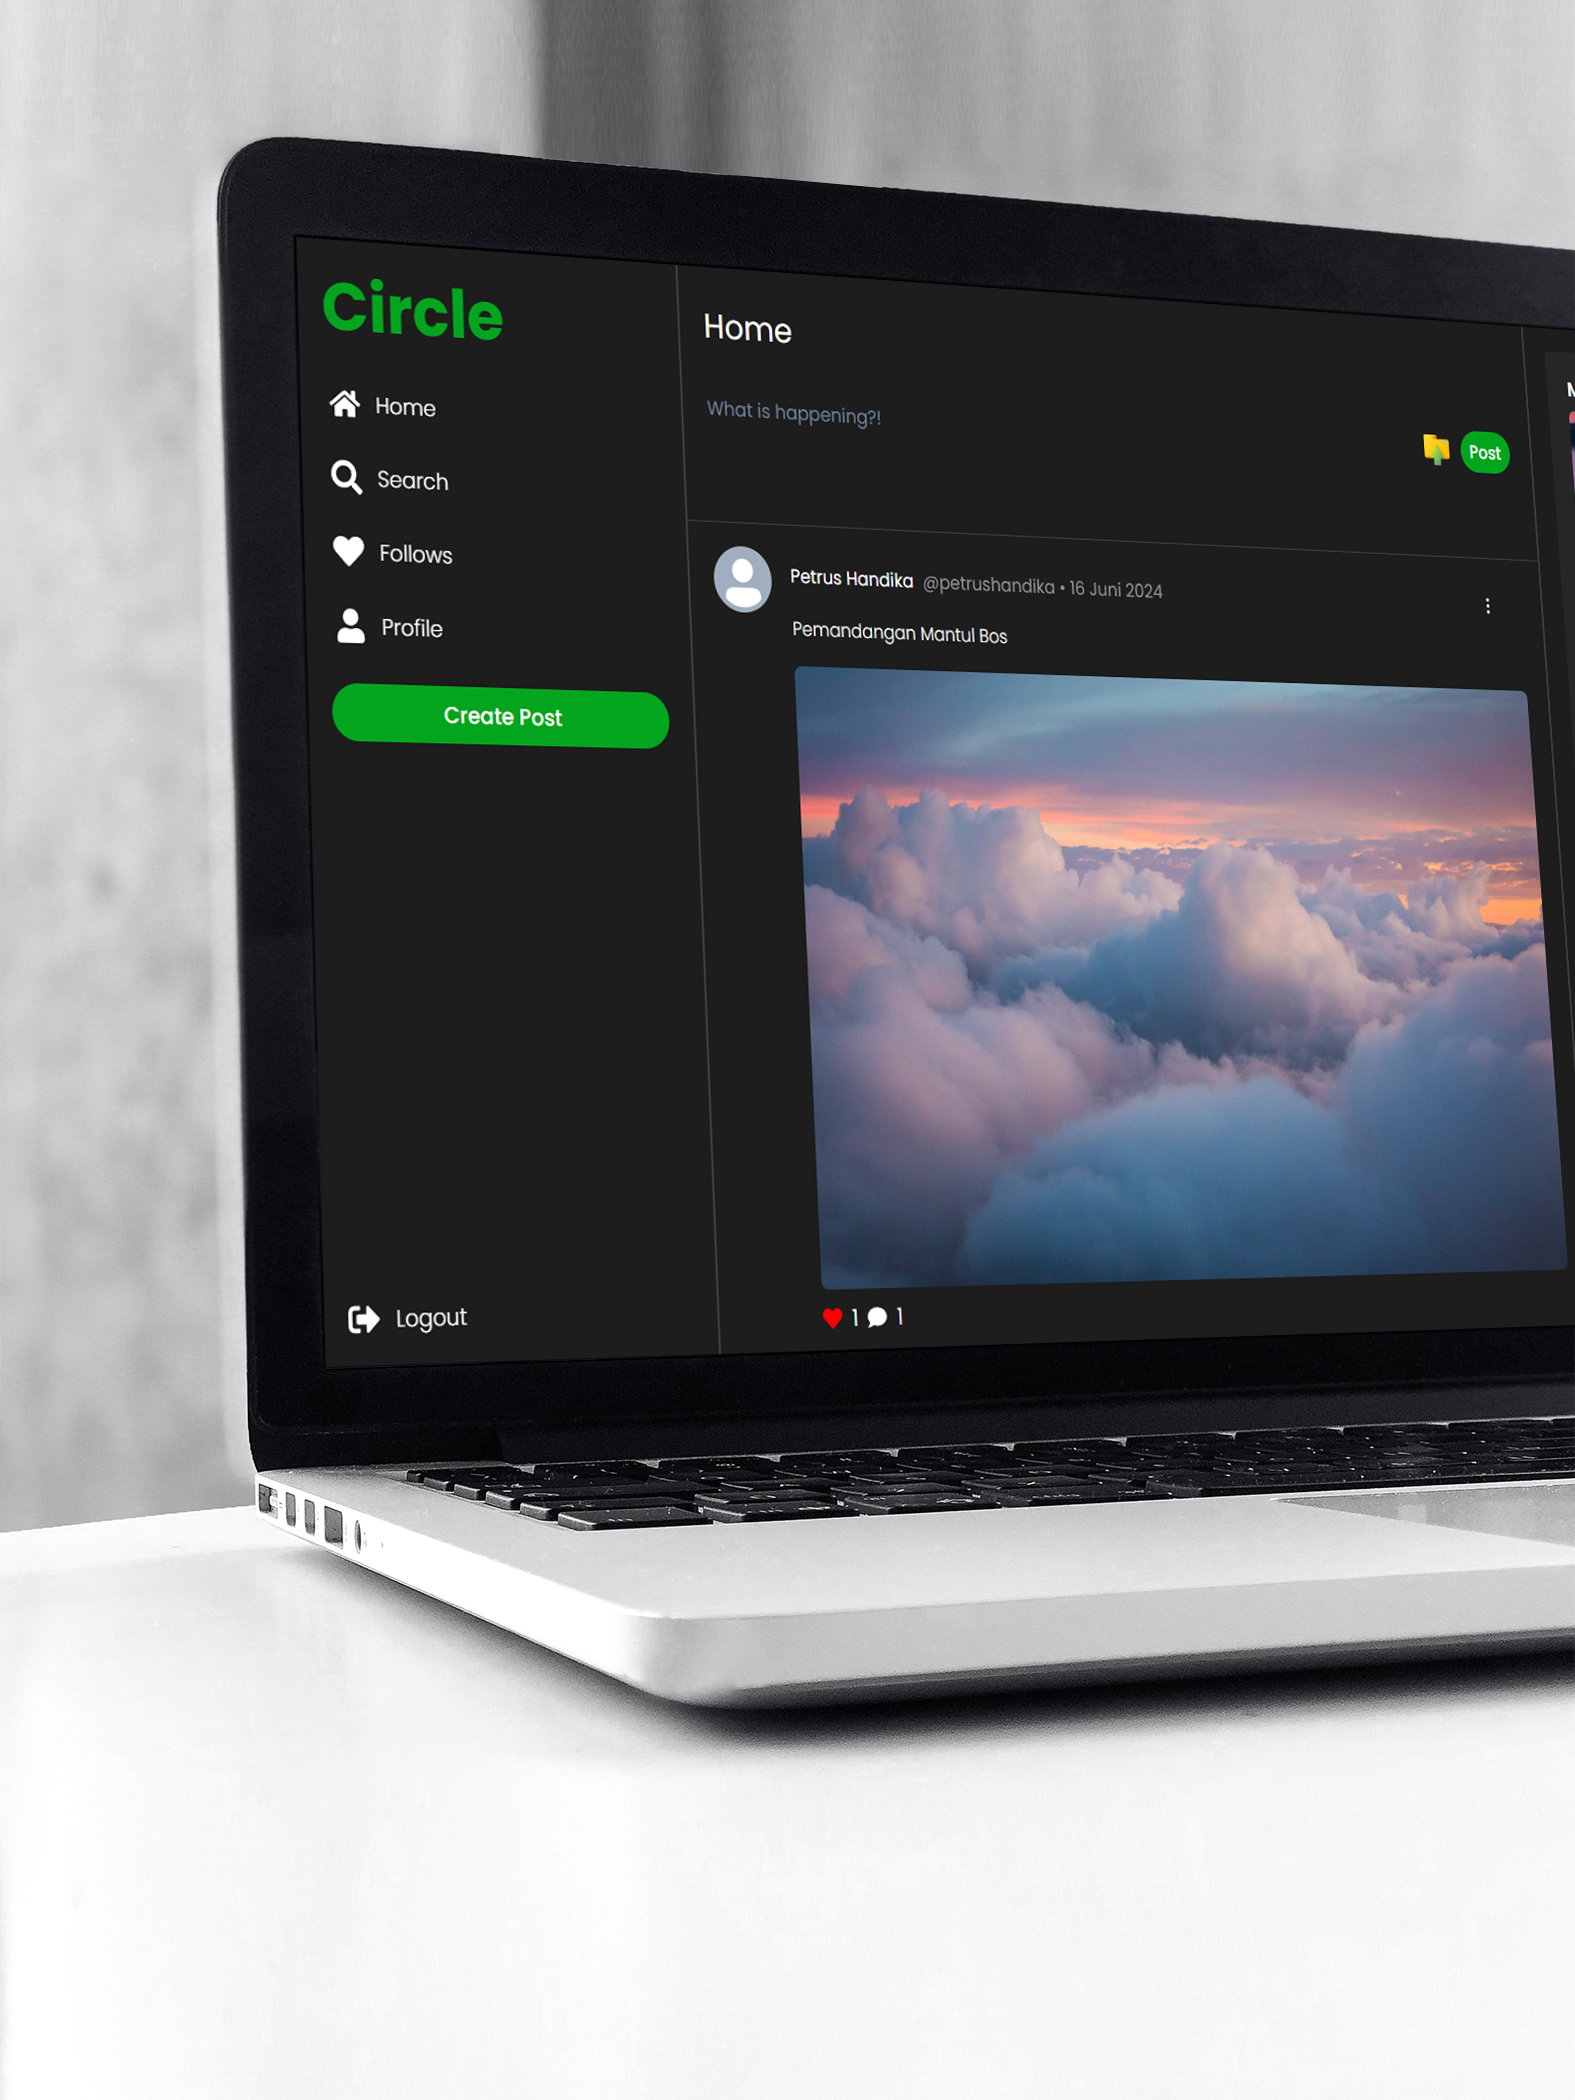 Circle
Home
Search
Follows
Profile
Create Post
Logout
Home
What is happening?!
Post
Petrus Handika @petrushandika • 16 Juni 2024
Pemandangan Mantul Bos
1 1